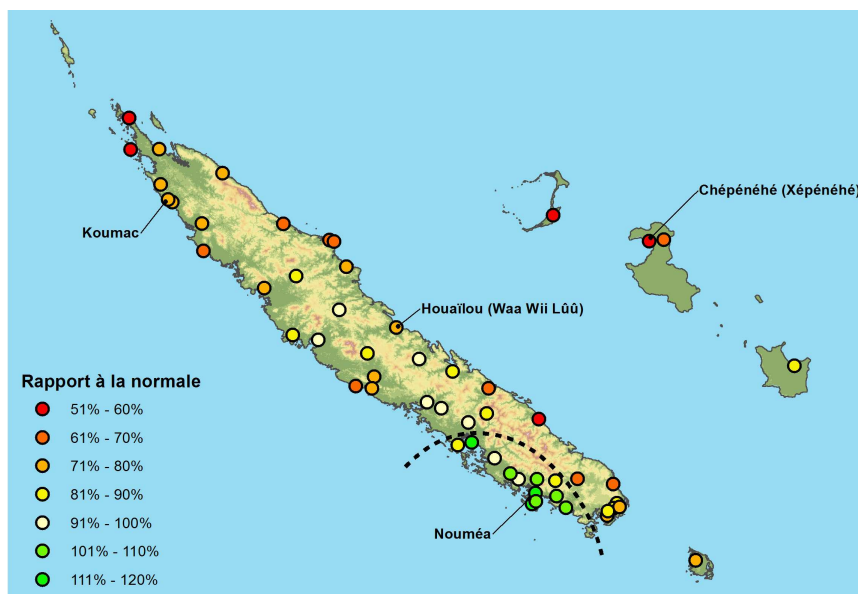 Chépénéhé (Xépénéhé)
Koumac
Houaïlou (Waa Wii Lûû)
Rapport à la normale
51% - 60%
61% - 70%
71% - 80%
81% - 90%
91% - 100%
101% - 110%
111% - 120%
Nouméa